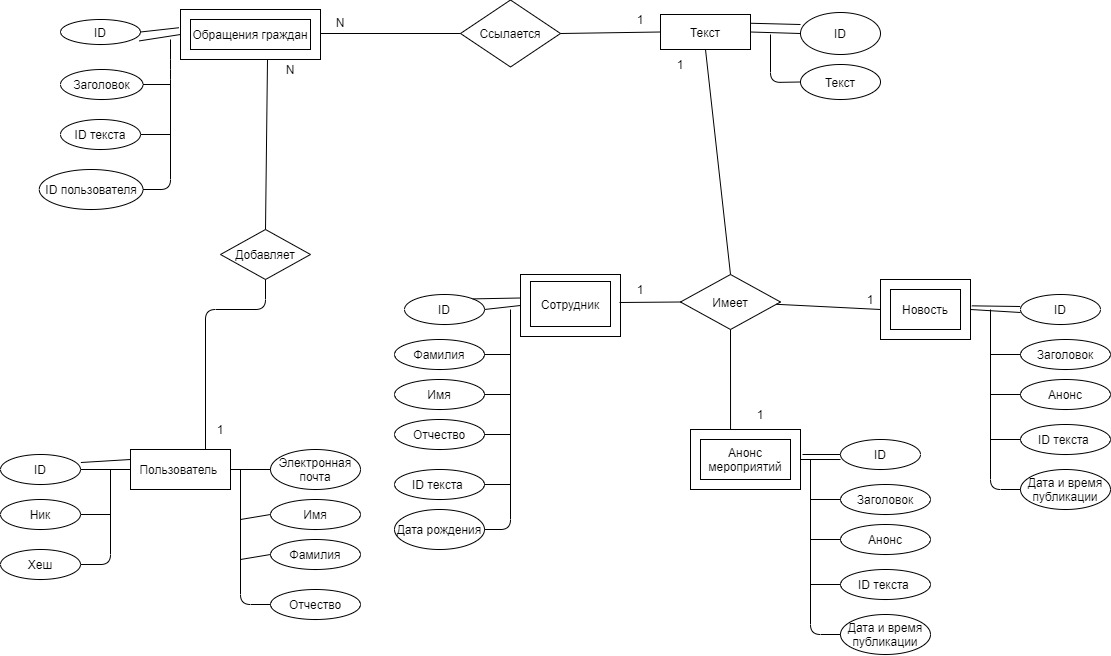 ID
Обращения граждан
N
Ссылается
1
Текст
ID
N
1
Заголовок
Текст
ID текста
ID пользователя
Добавляет
ID
Сотрудник
1
Имеет
1
Новость
ID
Фамилия
Заголовок
Имя
Анонс
1
1
Отчество
ID текста
ID
Пользователь
Электронная
почта
Анонс
мероприятий
ID
ID текста
Дата и время
публикации
Ник
Имя
Заголовок
Дата рождения
Анонс
Хеш
Фамилия
ID текста
Отчество
Дата и время
публикации